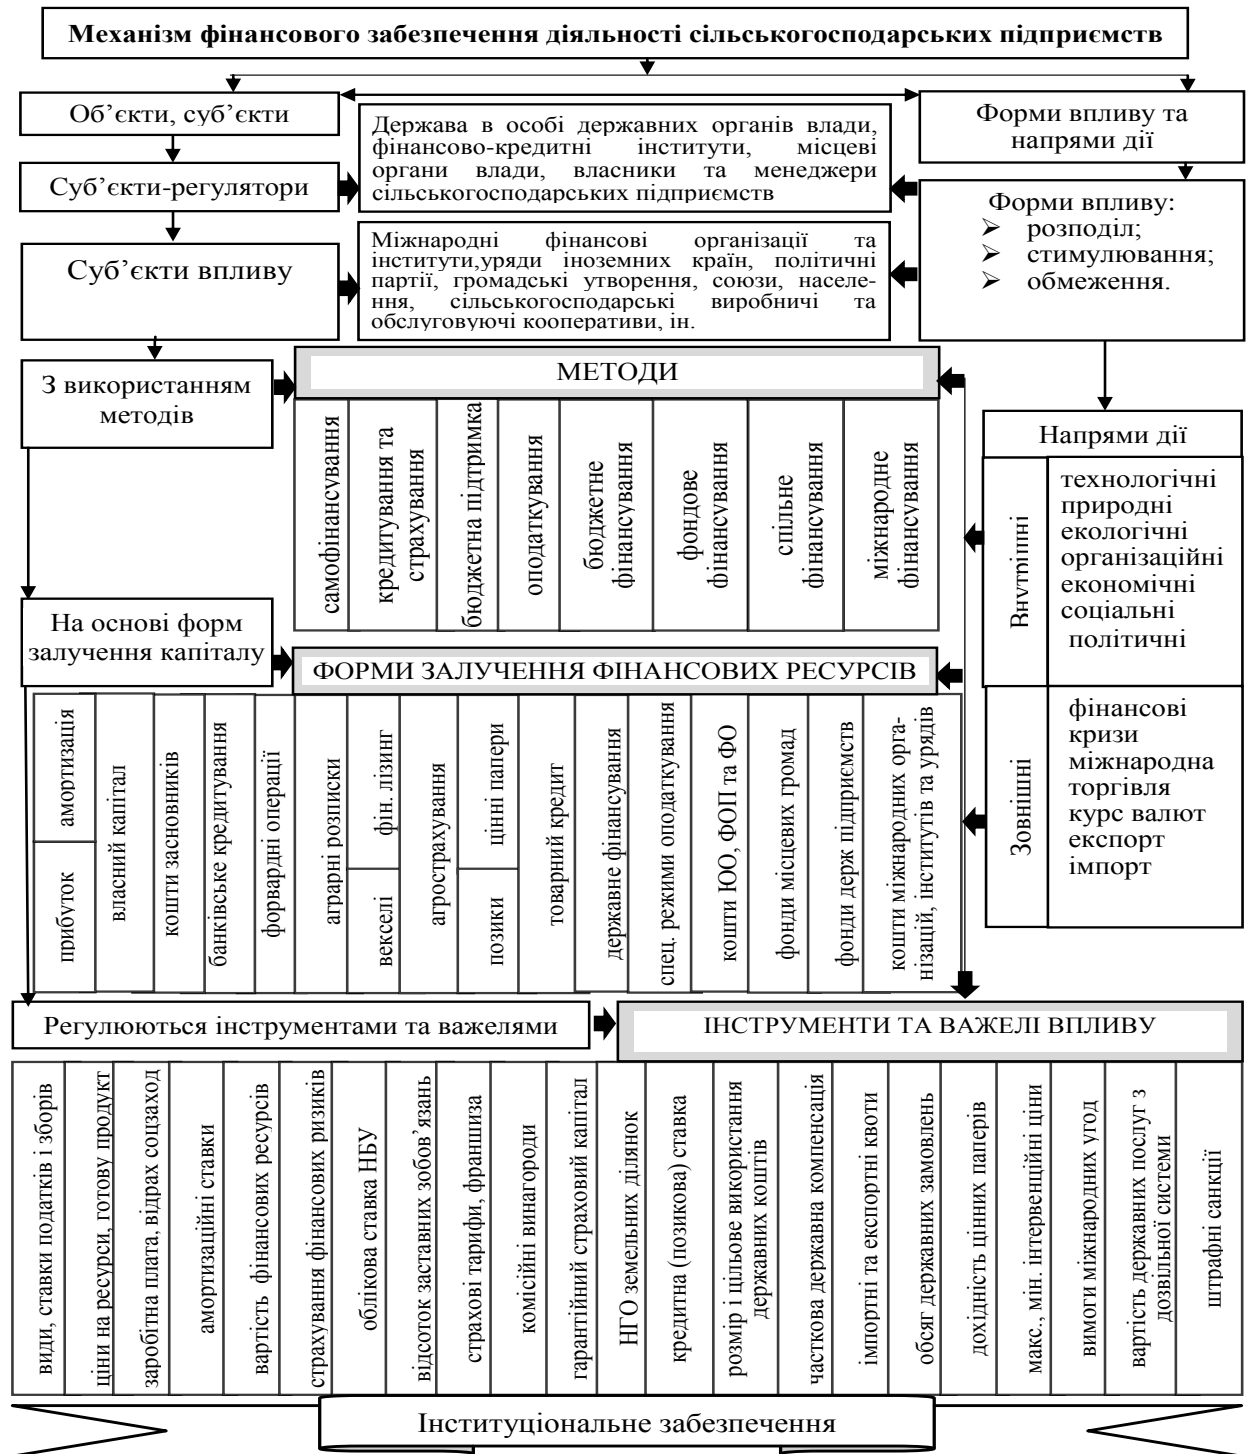 Механізм фінансового забезпечення діяльності сільськогосподарських підприємств
Об’єкти, суб’єкти
Держава в особі державних органів влади,
фінансово-кредитні інститути, місцеві
органи влади, власники та менеджери
сільськогосподарських підприємств
Форми впливу та
напрями дії
Суб’єкти-регулятори
Форми впливу:
➢ розподіл;
➢ стимулювання;
➢ обмеження.
Суб’єкти впливу
Міжнародні фінансові організації та
інститути,уряди іноземних країн, політичні
партії, громадські утворення, союзи, населе-
ння, сільськогосподарські виробничі та
обслуговуючі кооперативи, ін.
З використанням
методів
МЕТОДИ
самофінансування
кредитування та
страхування
бюджетна підтримка
оподаткування
бюджетне
фінансування
фондове
фінансування
спільне
фінансування
міжнародне
фінансування
Напрями дії
Внутрішні
технологічні
природні
екологічні
організаційні
економічні
соціальні
політичні
Зовнішні
фінансові
кризи
міжнародна
торгівля
курс валют
експорт
імпорт
На основі форм
залучення капіталу
ФОРМИ ЗАЛУЧЕННЯ ФІНАНСОВИХ РЕСУРСІВ
амортизація
прибуток
власний капітал
кошти засновників
банківське кредитування
форвардні операції
аграрні розписки
фін. лізинг
векселі
агрострахування
цінні папери
позики
товарний кредит
державне фінансування
спец. режими оподаткування
кошти ЮО, ФОП та ФО
фонди місцевих громад
фонди держ підприємств
кошти міжнародних орга-
нізацій, інститутів та урядів
Регулюються інструментами та важелями
ІНСТРУМЕНТИ ТА ВАЖЕЛІ ВПЛИВУ
види, ставки податків і зборів
ціни на ресурси, готову продукт
заробітна плата, відрах соцзаход
амортизаційні ставки
вартість фінансових ресурсів
страхування фінансових ризиків
облікова ставка НБУ
відсоток заставних зобов’язань
страхові тарифи, франшиза
комісійні винагороди
гарантійний страховий капітал
НГО земельних ділянок
кредитна (позикова) ставка
розмір і цільове використання
державних коштів
часткова державна компенсація
імпортні та експортні квоти
обсяг державних замовлень
дохідність цінних паперів
макс., мін. інтервенційні ціни
вимоги міжнародних угод
вартість державних послуг з
дозвільної системи
штрафні санкції
Інституціональне забезпечення